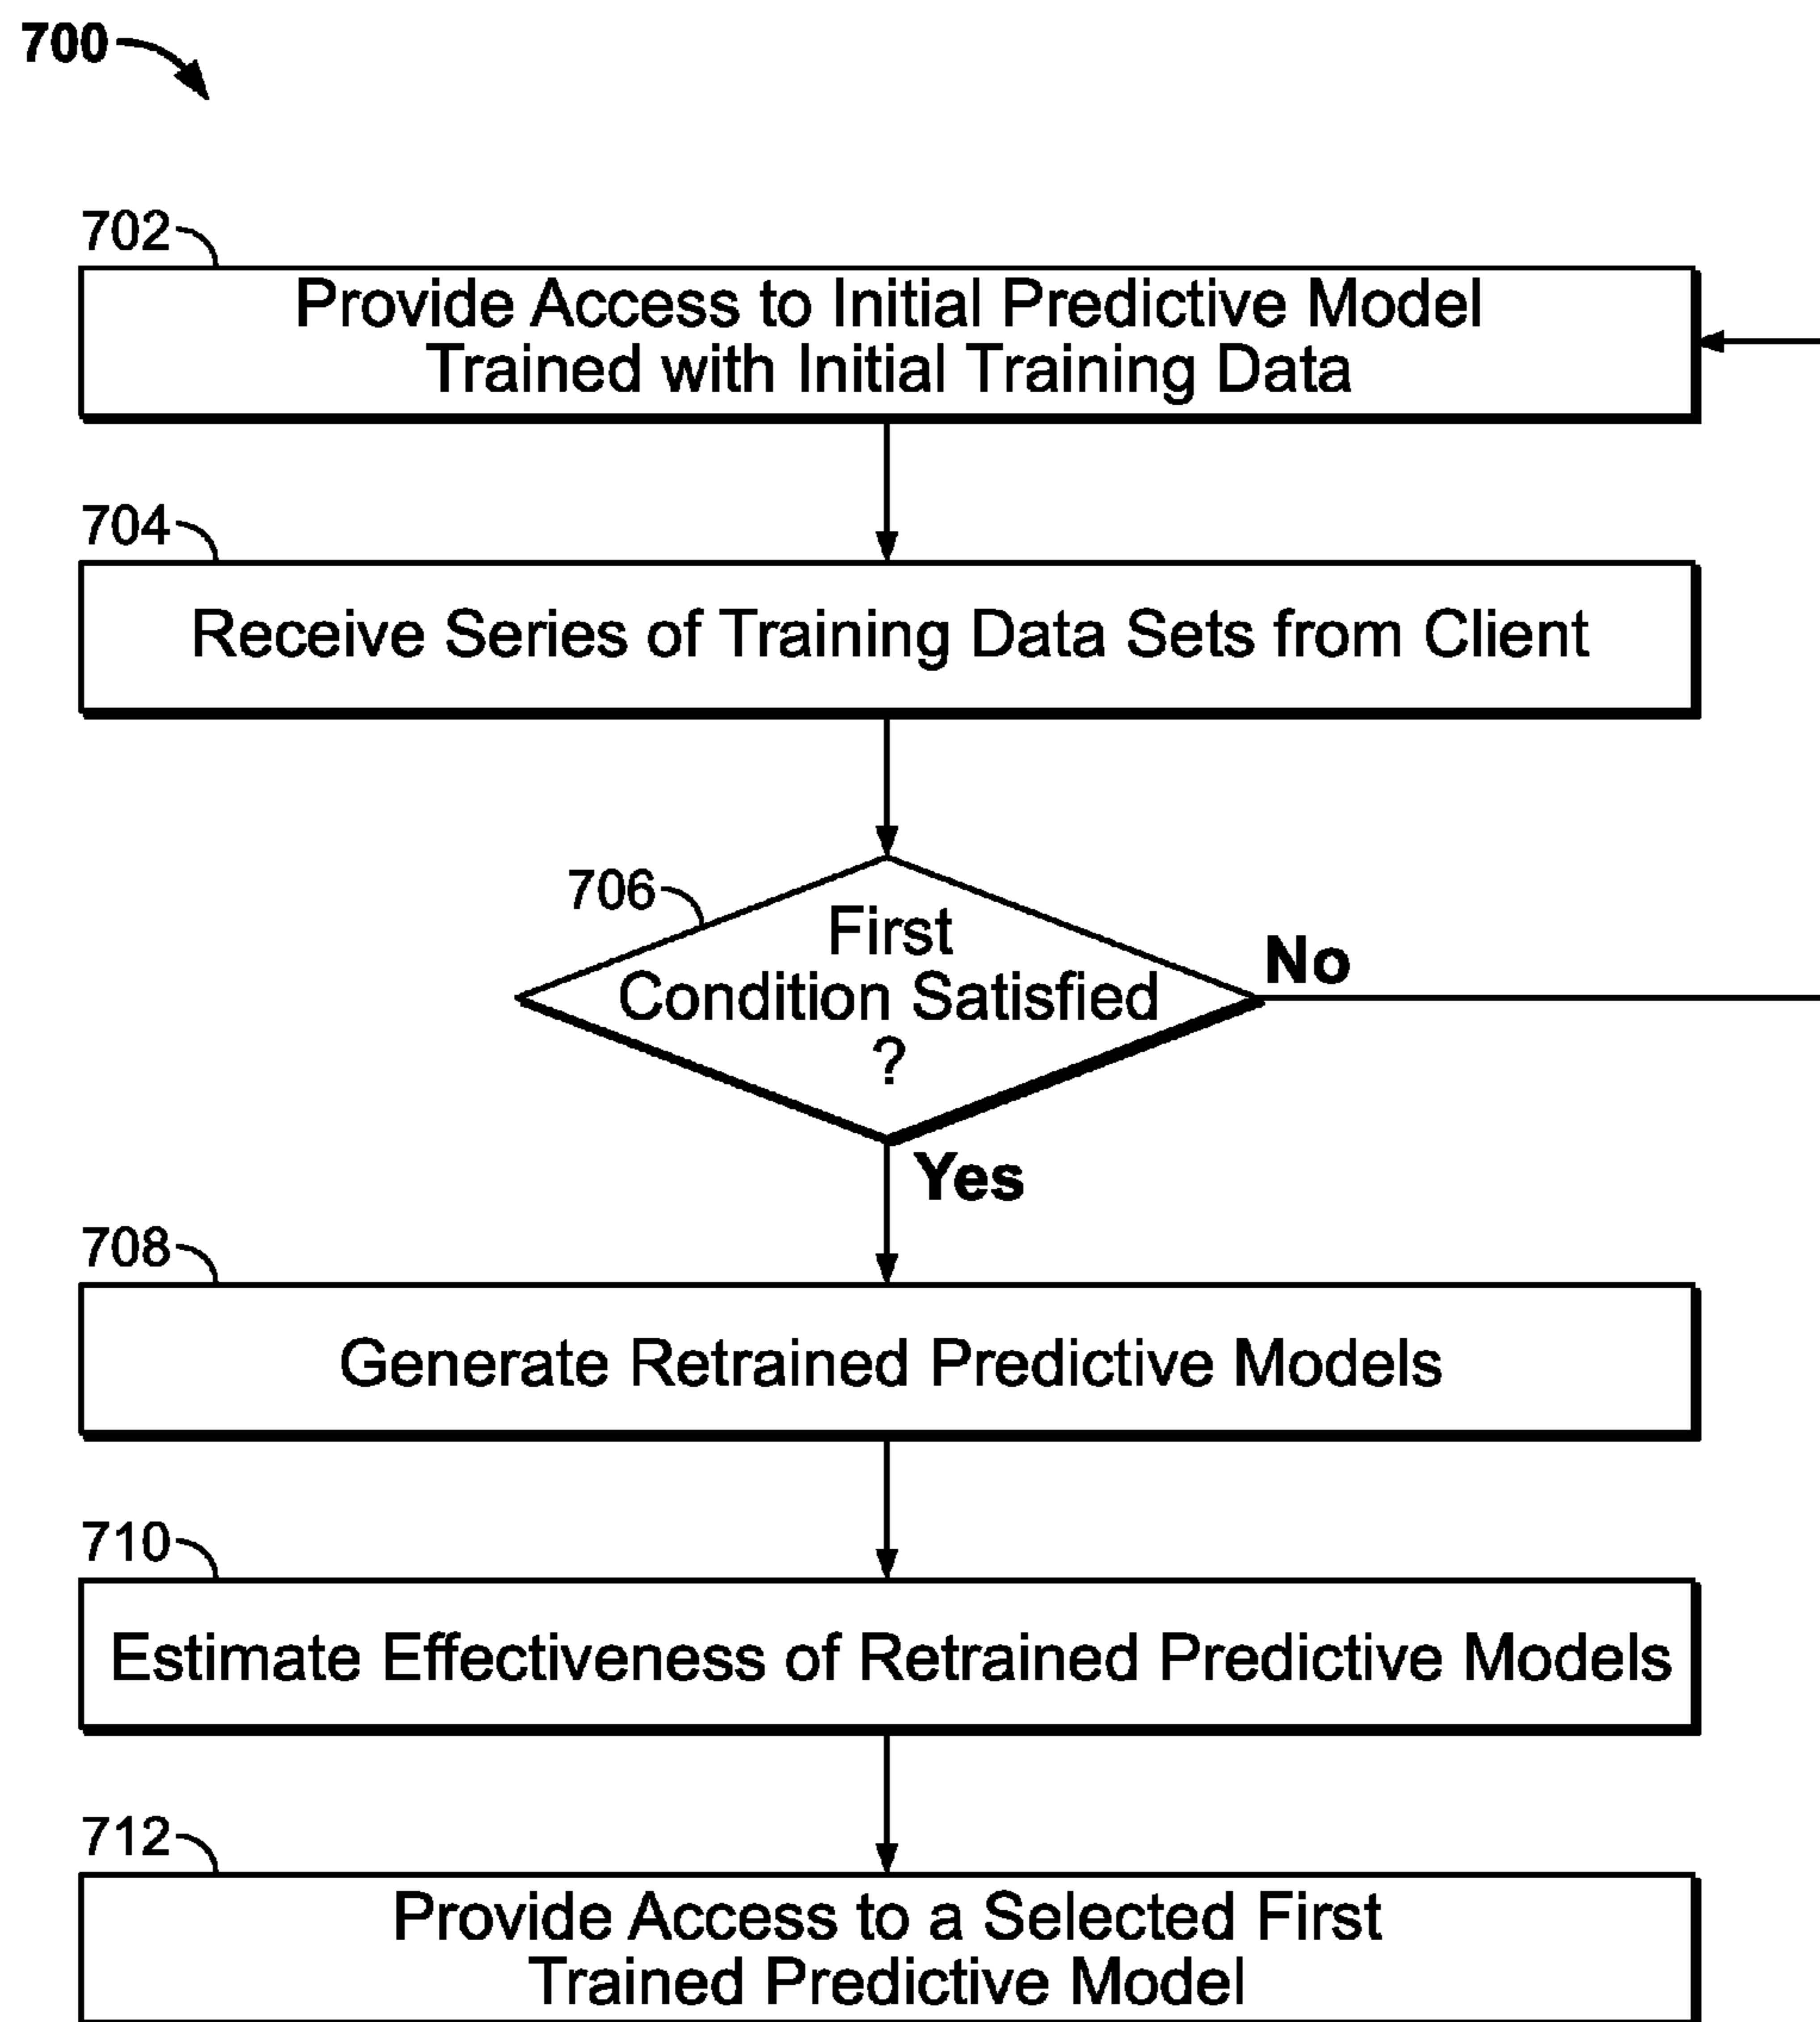 700
702
Provide Access to Initial Predictive Model
Trained with Initial Training Data
704
Receive Series of Training Data Sets from Client
706
First
Condition Satisfied
?
No
Yes
708
Generate Retrained Predictive Models
710
Estimate Effectiveness of Retrained Predictive Models
712
Provide Access to a Selected First
Trained Predictive Model